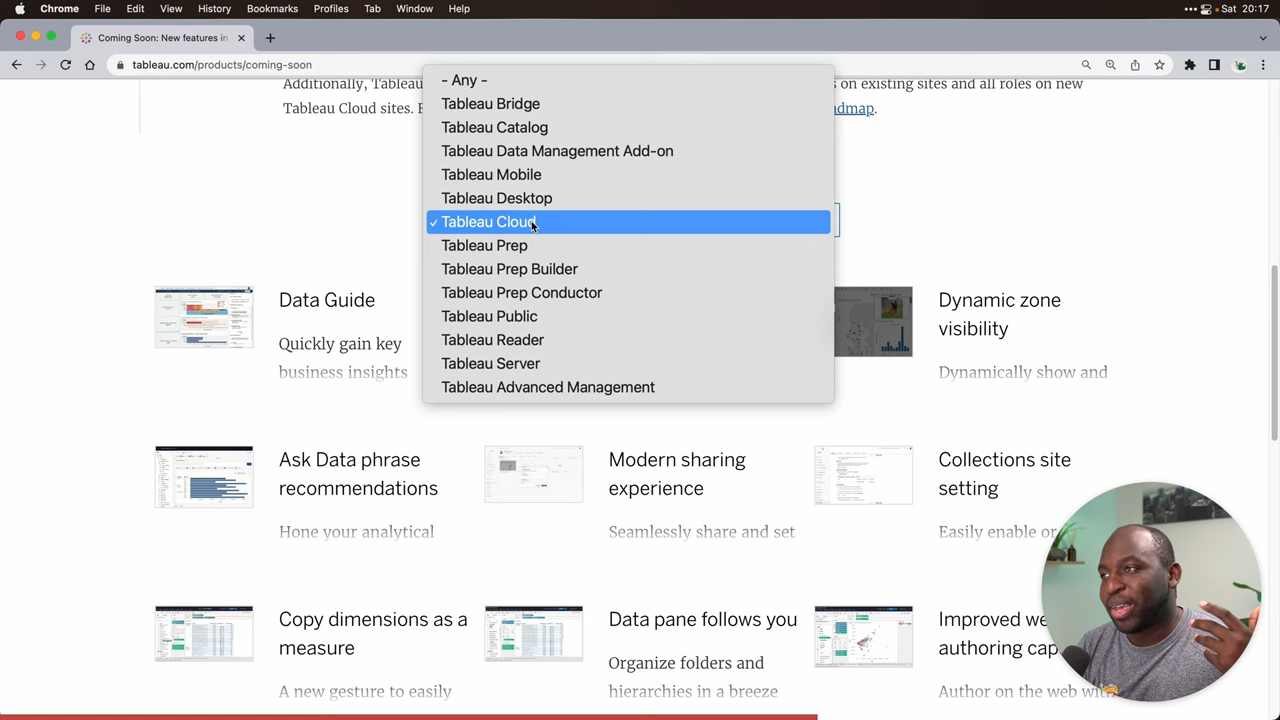 Chrome File Edit View History Bookmarks Profiles Tab Window Help
Sat 20:17
Coming Soon: New features in
tableau.com/products/coming-soon
Additionally, Tableau
s on existing sites and all roles on new
Tableau Cloud sites.
admap.
- Any -
Tableau Bridge
Tableau Catalog
Tableau Data Management Add-on
Tableau Mobile
Tableau Desktop
✓ Tableau Cloud
Tableau Prep
Tableau Prep Builder
Tableau Prep Conductor
Tableau Public
Tableau Reader
Tableau Server
Tableau Advanced Management
Data Guide
Quickly gain key
business insights
Dynamic zone
visibility
Dynamically show and
Ask Data phrase
recommendations
Hone your analytical
Modern sharing
experience
Seamlessly share and set
Collections site
setting
Easily enable or
Copy dimensions as a
measure
A new gesture to easily
Data pane follows you
Organize folders and
hierarchies in a breeze
Improved we
authoring cap
Author on the web with